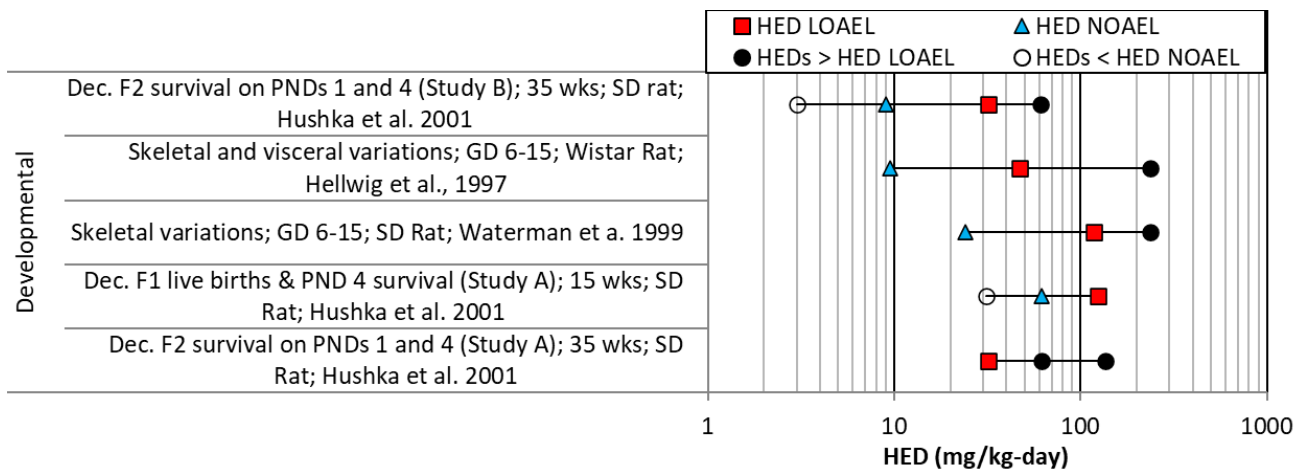 HED LOAEL
HED NOAEL
HEDs > HED LOAEL
HEDs < HED NOAEL
Developmental
Dec. F2 survival on PNDs 1 and 4 (Study B); 35 wks; SD rat;
Hushka et al. 2001
Skeletal and visceral variations; GD 6-15; Wistar Rat;
Hellwig et al., 1997
Skeletal variations; GD 6-15; SD Rat; Waterman et a. 1999
Dec. F1 live births & PND 4 survival (Study A); 15 wks; SD
Rat; Hushka et al. 2001
Dec. F2 survival on PNDs 1 and 4 (Study A); 35 wks; SD
Rat; Hushka et al. 2001
1
10
100
1000
HED (mg/kg-day)